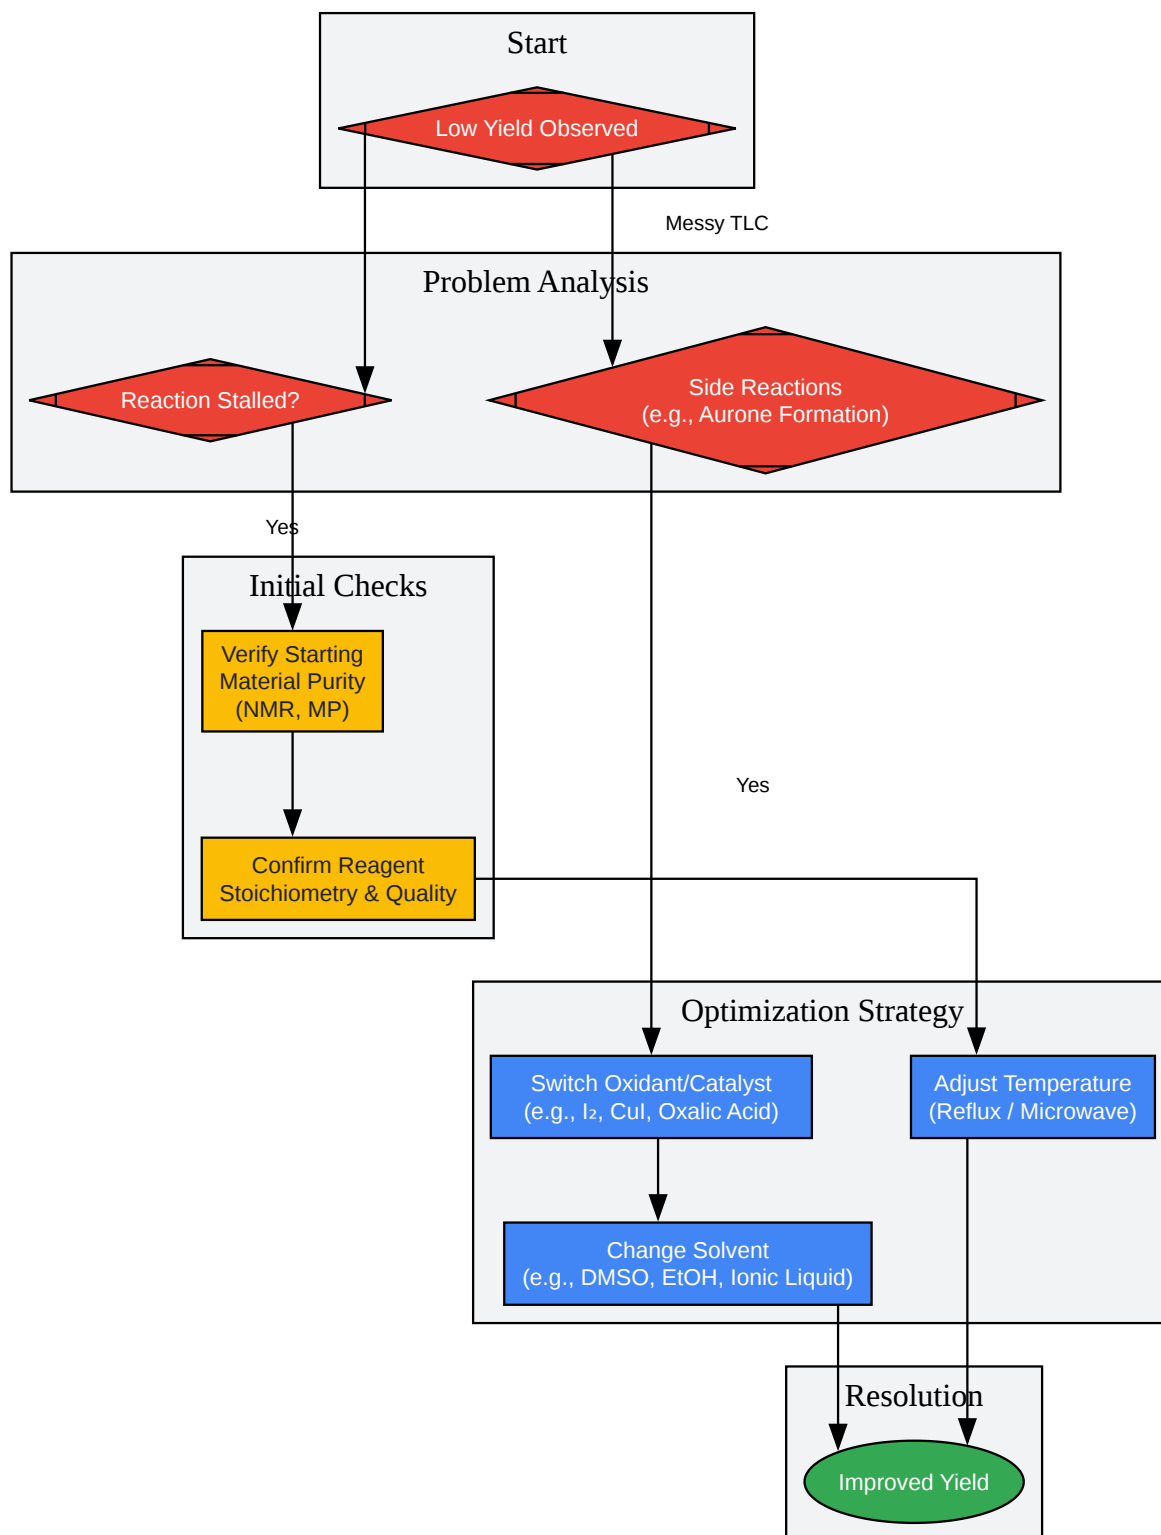 Start
Low Yield Observed
Messy TLC
Problem Analysis
Reaction Stalled?
Side Reactions
(e.g., Aurone Formation)
Yes
Initial Checks
Verify Starting
Material Purity
(NMR, MP)
Yes
Confirm Reagent
Stoichiometry & Quality
Optimization Strategy
Switch Oxidant/Catalyst
(e.g., I₂, CuI, Oxalic Acid)
Adjust Temperature
(Reflux / Microwave)
Change Solvent
(e.g., DMSO, EtOH, Ionic Liquid)
Resolution
Improved Yield